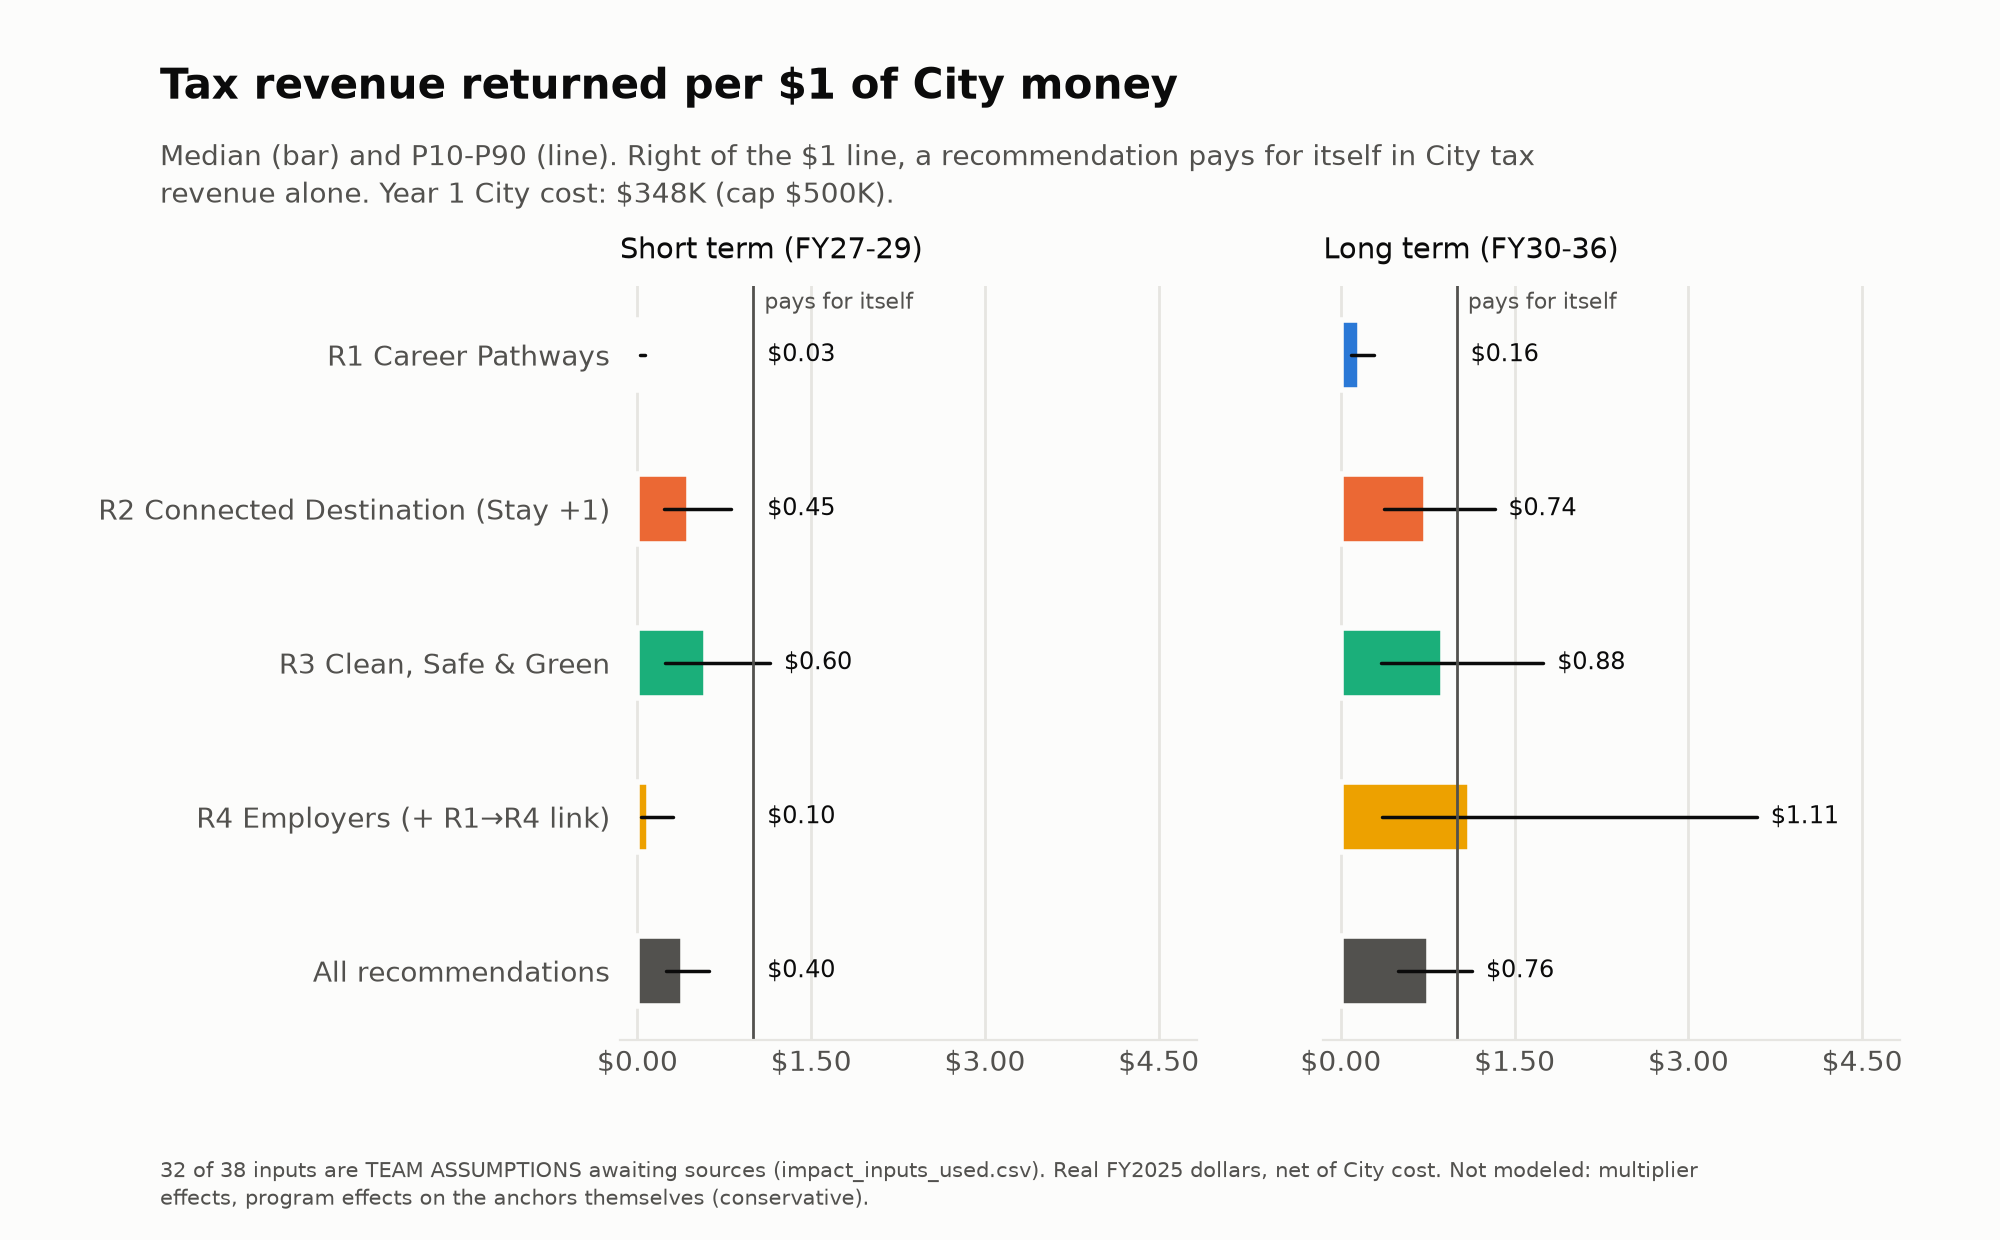 Tax revenue returned per $1 of City money
Median (bar) and P10-P90 (line). Right of the $1 line, a recommendation pays for itself in City tax
revenue alone. Year 1 City cost: $348K (cap $500K).
Short term (FY27-29)
Long term (FY30-36)
pays for itself
pays for itself
R1 Career Pathways
$0.03
$0.16
R2 Connected Destination (Stay +1)
$0.45
$0.74
R3 Clean, Safe & Green
$0.60
$0.88
R4 Employers (+ R1→R4 link)
$0.10
$1.11
All recommendations
$0.40
$0.76
$0.00 $1.50 $3.00 $4.50
$0.00 $1.50 $3.00 $4.50
32 of 38 inputs are TEAM ASSUMPTIONS awaiting sources (impact_inputs_used.csv). Real FY2025 dollars, net of City cost. Not modeled: multiplier
effects, program effects on the anchors themselves (conservative).